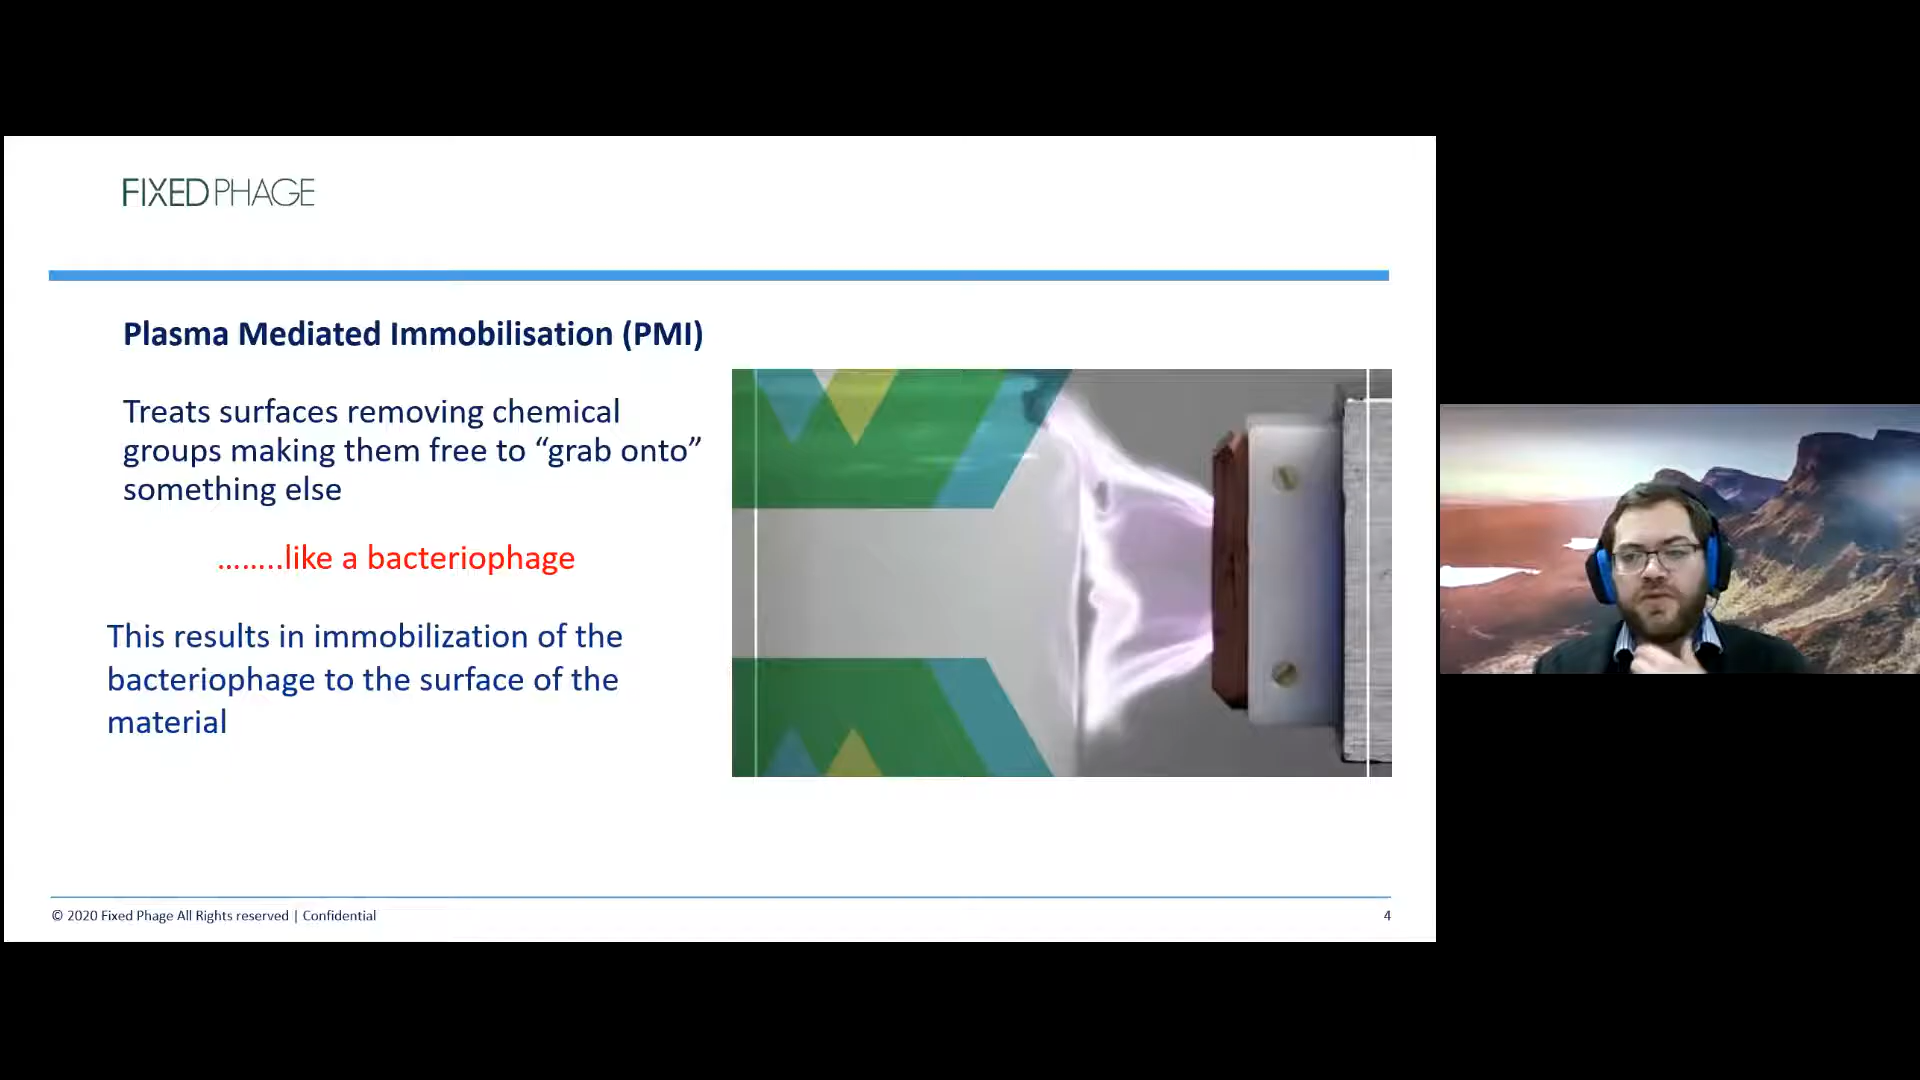 FIXED PHAGE
Plasma Mediated Immobilisation (PMI)
Treats surfaces removing chemical
groups making them free to “grab onto”
something else
……..like a bacteriophage
This results in immobilization of the
bacteriophage to the surface of the
material
© 2020 Fixed Phage All Rights reserved | Confidential
4